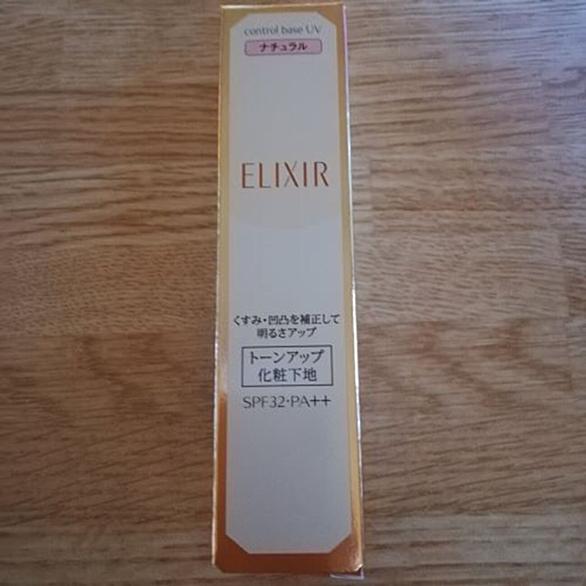 control base UV
ナチュラル
ELIXIR
くすみ・凹凸を補正して
明るさアップ
トーンアップ
化粧下地
SPF32・PA++